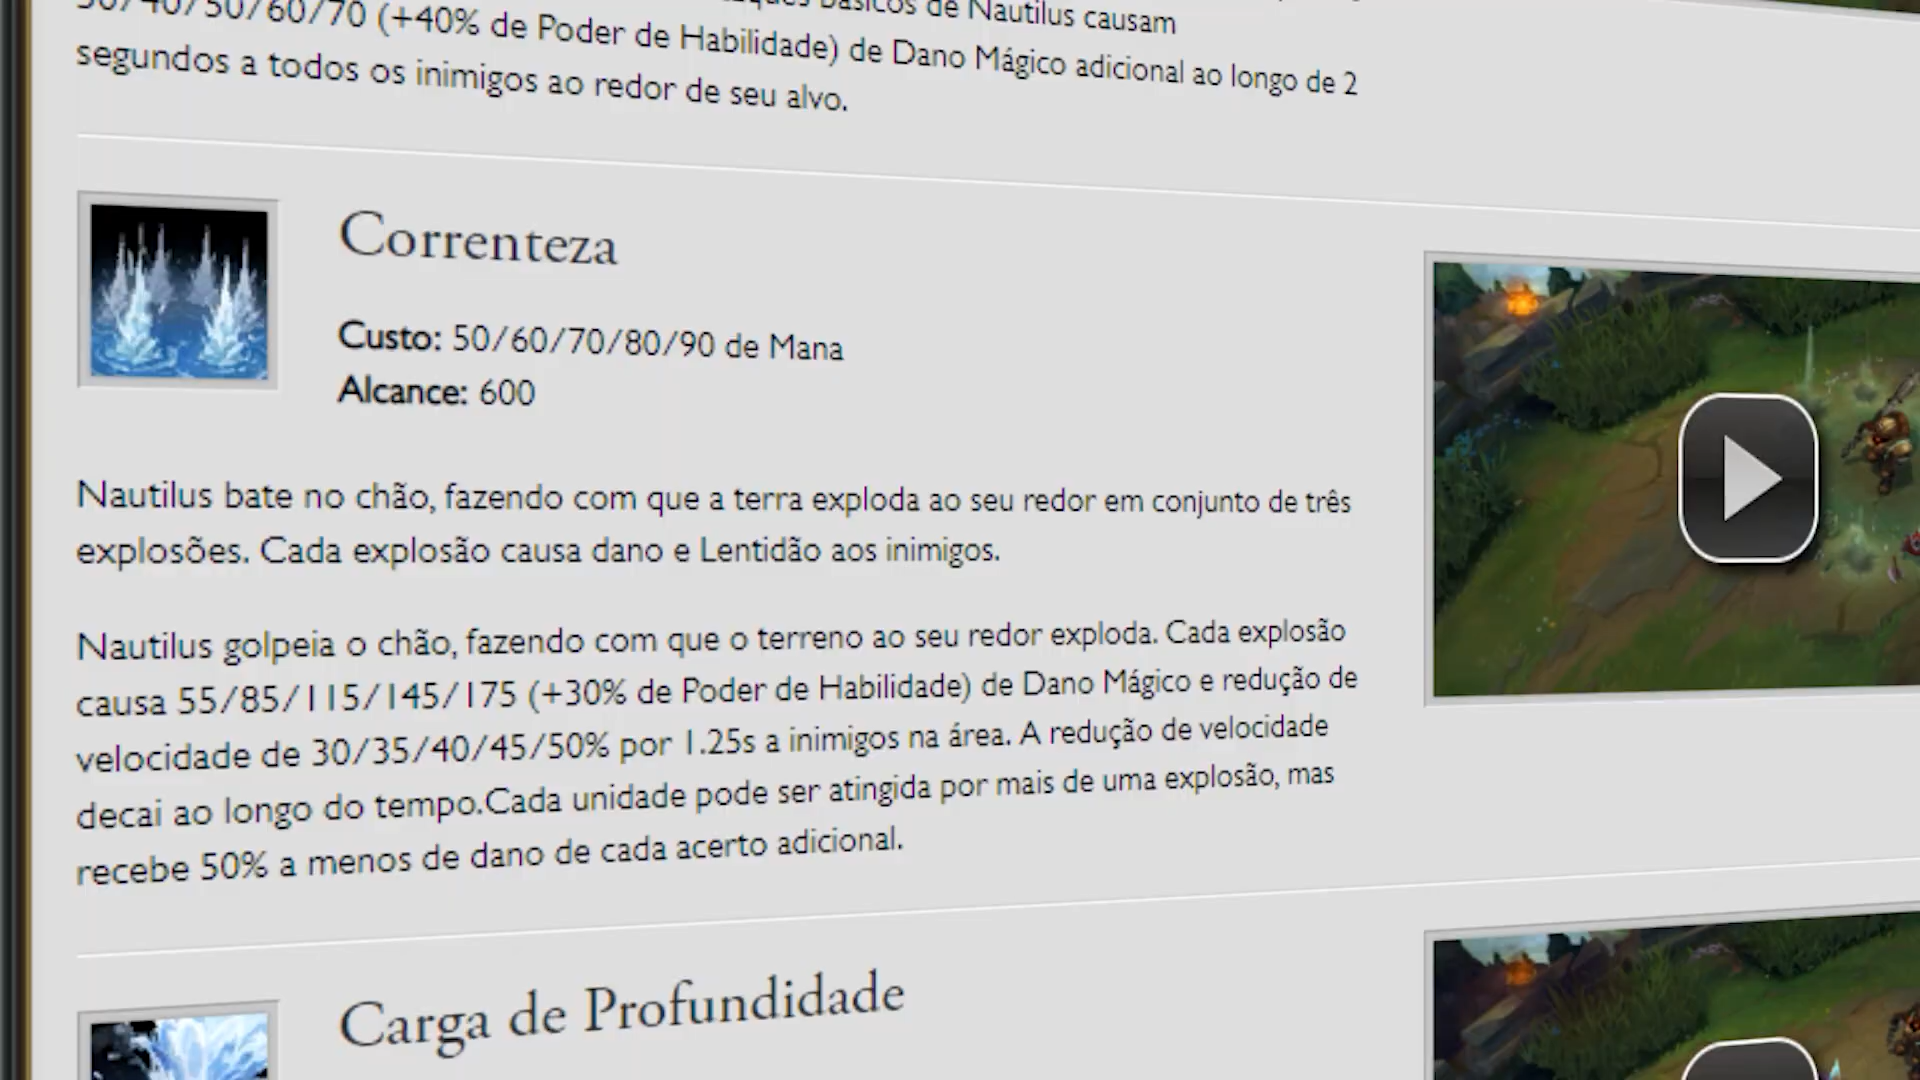 30/40/50/60/70 (+40% de Poder de Habilidade) de Dano Mágico adicional ao longo de 2
básicos de Nautilus causam
segundos a todos os inimigos ao redor de seu alvo.
Correnteza
Custo: 50/60/70/80/90 de Mana
Alcance: 600
Nautilus bate no chão, fazendo com que a terra exploda ao seu redor em conjunto de três
explosões. Cada explosão causa dano e Lentidão aos inimigos.
Nautilus golpeia o chão, fazendo com que o terreno ao seu redor exploda. Cada explosão
causa 55/85/115/145/175 (+30% de Poder de Habilidade) de Dano Mágico e redução de
velocidade de 30/35/40/45/50% por 1.25s a inimigos na área. A redução de velocidade
decai ao longo do tempo.Cada unidade pode ser atingida por mais de uma explosão, mas
recebe 50% a menos de dano de cada acerto adicional.
Carga de Profundidade